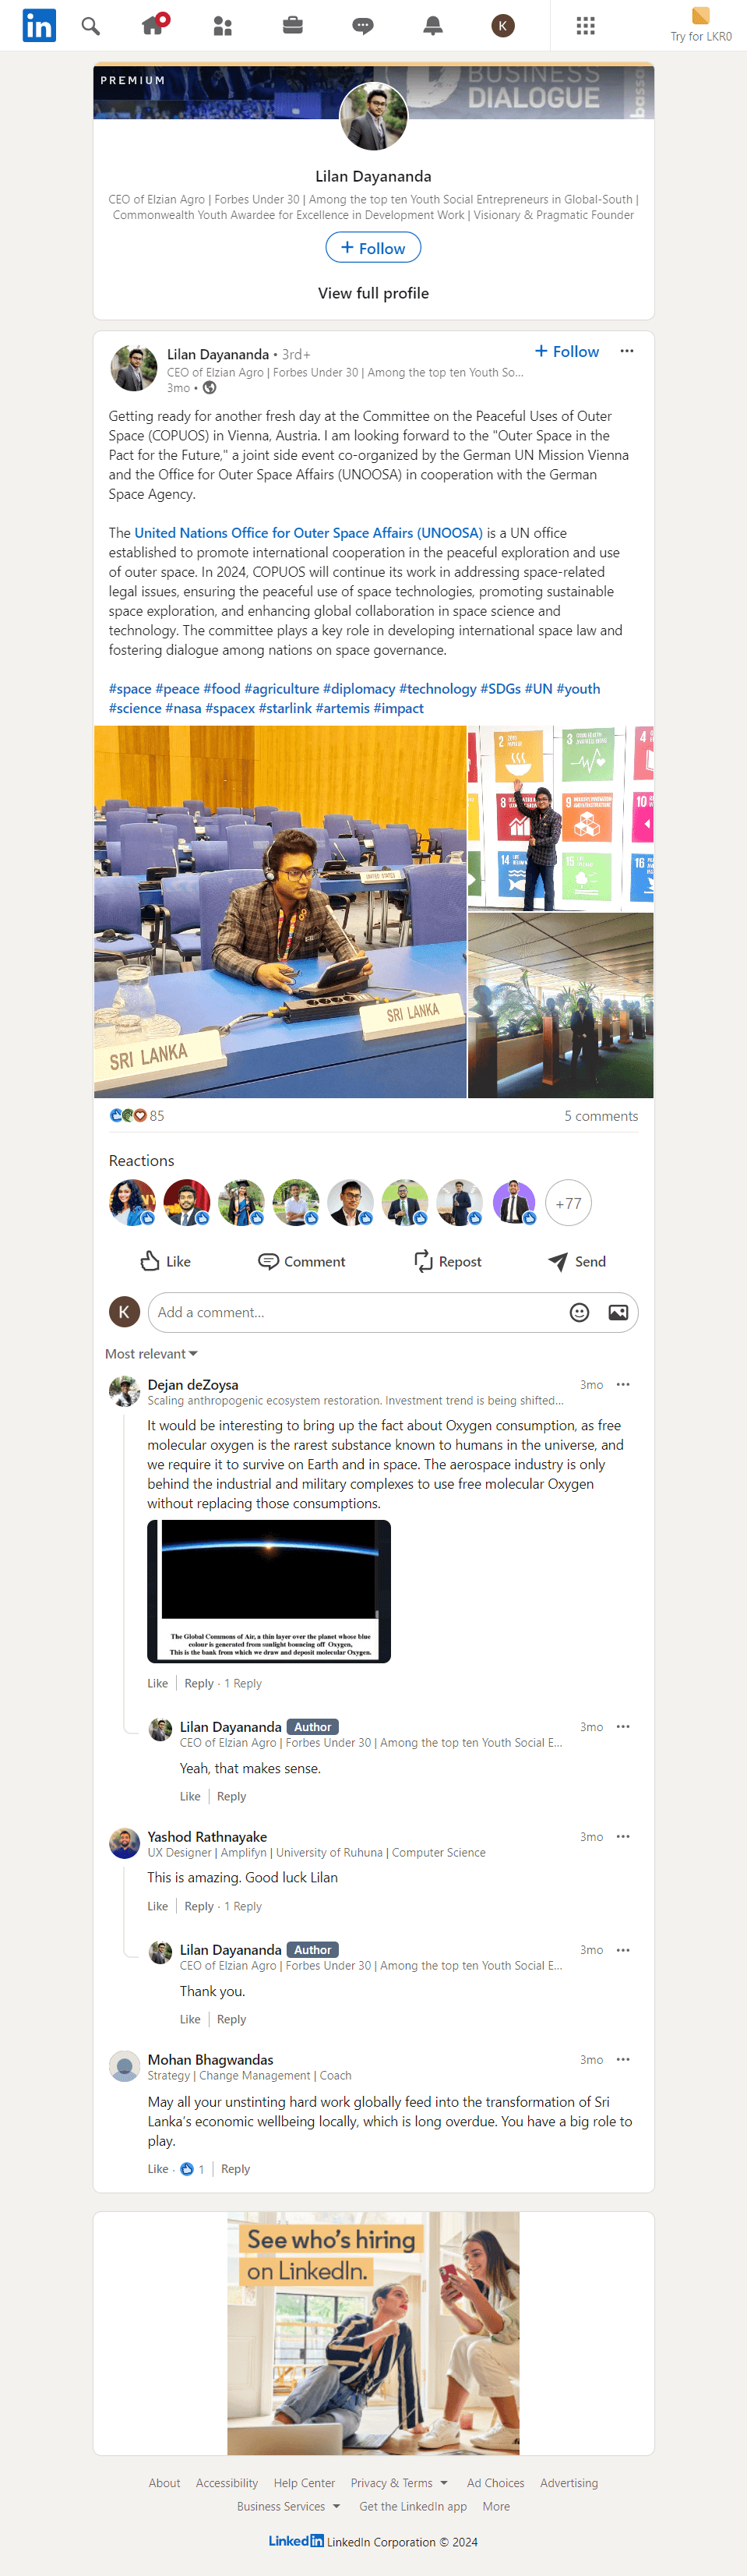 in
K
Try for LKR0
PREMIUM
BUSINESS
DIALOGUE
Lilan Dayananda
CEO of Elzian Agro | Forbes Under 30 | Among the top ten Youth Social Entrepreneurs in Global-South |
Commonwealth Youth Awardee for Excellence in Development Work | Visionary & Pragmatic Founder
+ Follow
View full profile
Lilan Dayananda • 3rd+
+ Follow
CEO of Elzian Agro | Forbes Under 30 | Among the top ten Youth So...
3mo •
Getting ready for another fresh day at the Committee on the Peaceful Uses of Outer
Space (COPUOS) in Vienna, Austria. I am looking forward to the "Outer Space in the
Pact for the Future," a joint side event co-organized by the German UN Mission Vienna
and the Office for Outer Space Affairs (UNOOSA) in cooperation with the German
Space Agency.
The United Nations Office for Outer Space Affairs (UNOOSA) is a UN office
established to promote international cooperation in the peaceful exploration and use
of outer space. In 2024, COPUOS will continue its work in addressing space-related
legal issues, ensuring the peaceful use of space technologies, promoting sustainable
space exploration, and enhancing global collaboration in space science and
technology. The committee plays a key role in developing international space law and
fostering dialogue among nations on space governance.
#space #peace #food #agriculture #diplomacy #technology #SDGs #UN #youth
#science #nasa #spacex #starlink #artemis #impact
UNITED STATES
SRI LANKA
SRI LANKA
2
3
4
8
9
10
14
15
16
85
5 comments
Reactions
+77
Like
Comment
Repost
Send
K
Add a comment...
Most relevant
Dejan deZoysa
3mo
Scaling anthropogenic ecosystem restoration. Investment trend is being shifted...
It would be interesting to bring up the fact about Oxygen consumption, as free
molecular oxygen is the rarest substance known to humans in the universe, and
we require it to survive on Earth and in space. The aerospace industry is only
behind the industrial and military complexes to use free molecular Oxygen
without replacing those consumptions.
The Global Commons of Air, a thin layer over the planet whose blue
colour is generated from sunlight bouncing off Oxygen,
This is the bank from which we draw and deposit molecular Oxygen.
Like | Reply · 1 Reply
Lilan Dayananda Author
3mo
CEO of Elzian Agro | Forbes Under 30 | Among the top ten Youth Social E...
Yeah, that makes sense.
Like | Reply
Yashod Rathnayake
3mo
UX Designer | Amplifyn | University of Ruhuna | Computer Science
This is amazing. Good luck Lilan
Like | Reply · 1 Reply
Lilan Dayananda Author
3mo
CEO of Elzian Agro | Forbes Under 30 | Among the top ten Youth Social E...
Thank you.
Like | Reply
Mohan Bhagwandas
3mo
Strategy | Change Management | Coach
May all your unstinting hard work globally feed into the transformation of Sri
Lanka's economic wellbeing locally, which is long overdue. You have a big role to
play.
Like · 1 | Reply
See who's hiring
on LinkedIn.
About Accessibility Help Center Privacy & Terms Ad Choices Advertising
Business Services Get the LinkedIn app More
LinkedIn LinkedIn Corporation © 2024